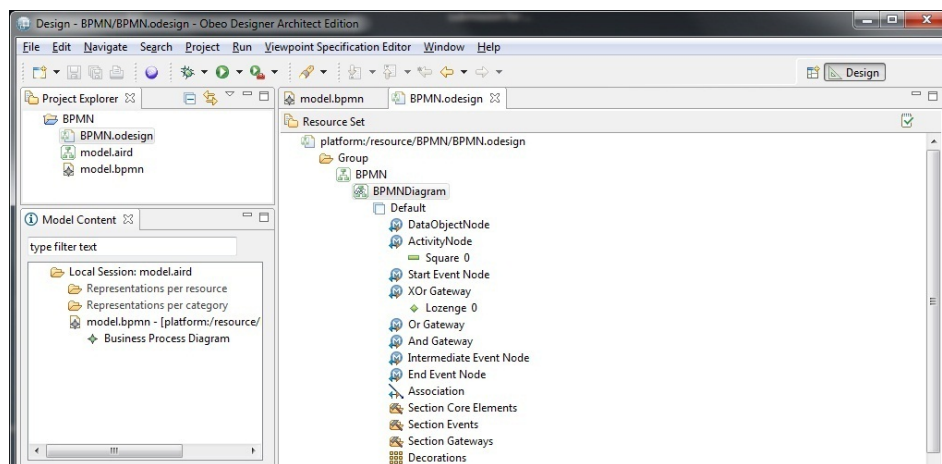 Design - BPMN/BPMN.odesign - Obeo Designer Architect Edition
File Edit Navigate Search Project Run Viewpoint Specification Editor Window Help
Design
Project Explorer
BPMN
BPMN.odesign
model.aird
model.bpmn
Model Content
type filter text
Local Session: model.aird
Representations per resource
Representations per category
model.bpmn - [platform:/resource/
Business Process Diagram
model.bpmn BPMN.odesign
Resource Set
platform:/resource/BPMN/BPMN.odesign
Group
BPMN
BPMNDiagram
Default
DataObjectNode
ActivityNode
Square 0
Start Event Node
XOr Gateway
Lozenge 0
Or Gateway
And Gateway
Intermediate Event Node
End Event Node
Association
Section Core Elements
Section Events
Section Gateways
Decorations